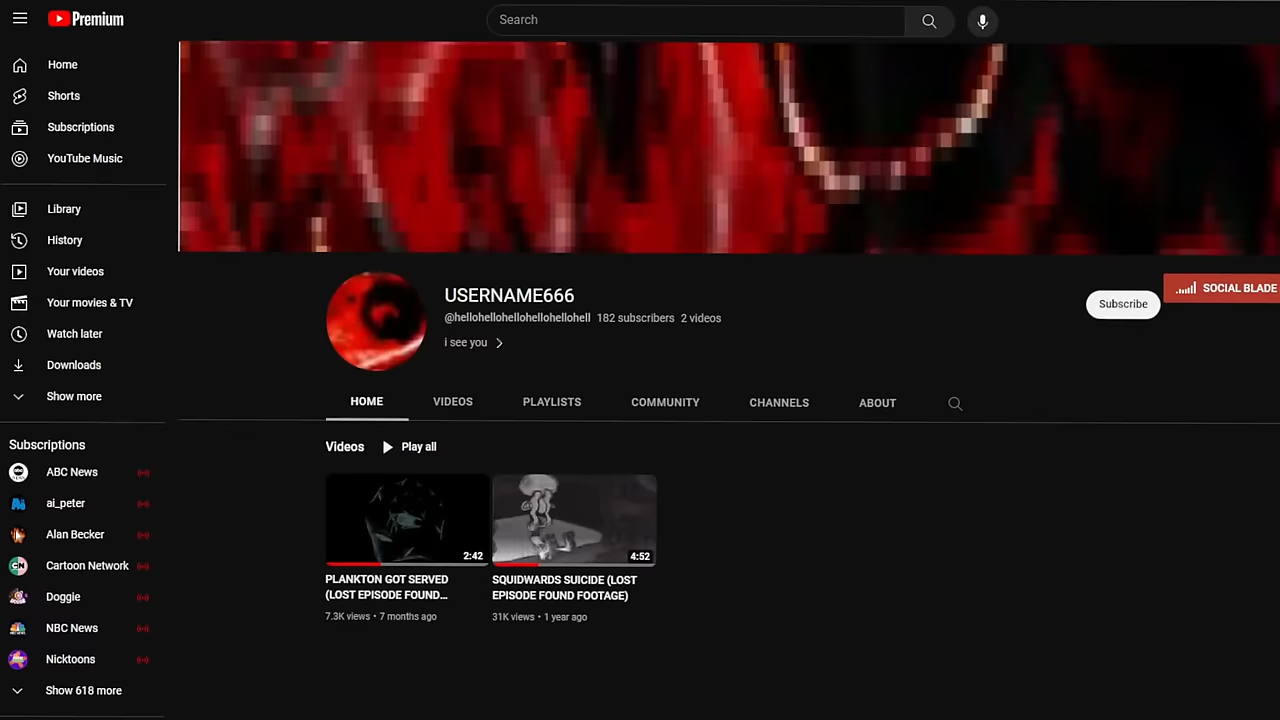 Premium
Search
Home
Shorts
Subscriptions
YouTube Music
Library
History
Your videos
Your movies & TV
Watch later
Downloads
Show more
Subscriptions
ABC News
ai_peter
Alan Becker
Cartoon Network
Doggie
NBC News
Nicktoons
Show 618 more
USERNAME666
@hellohellohellohellohellohell 182 subscribers 2 videos
i see you
Subscribe
SOCIAL BLADE
HOME VIDEOS PLAYLISTS COMMUNITY CHANNELS ABOUT
Videos Play all
2:42
PLANKTON GOT SERVED
(LOST EPISODE FOUND...
7.3K views • 7 months ago
4:52
SQUIDWARDS SUICIDE (LOST
EPISODE FOUND FOOTAGE)
31K views • 1 year ago